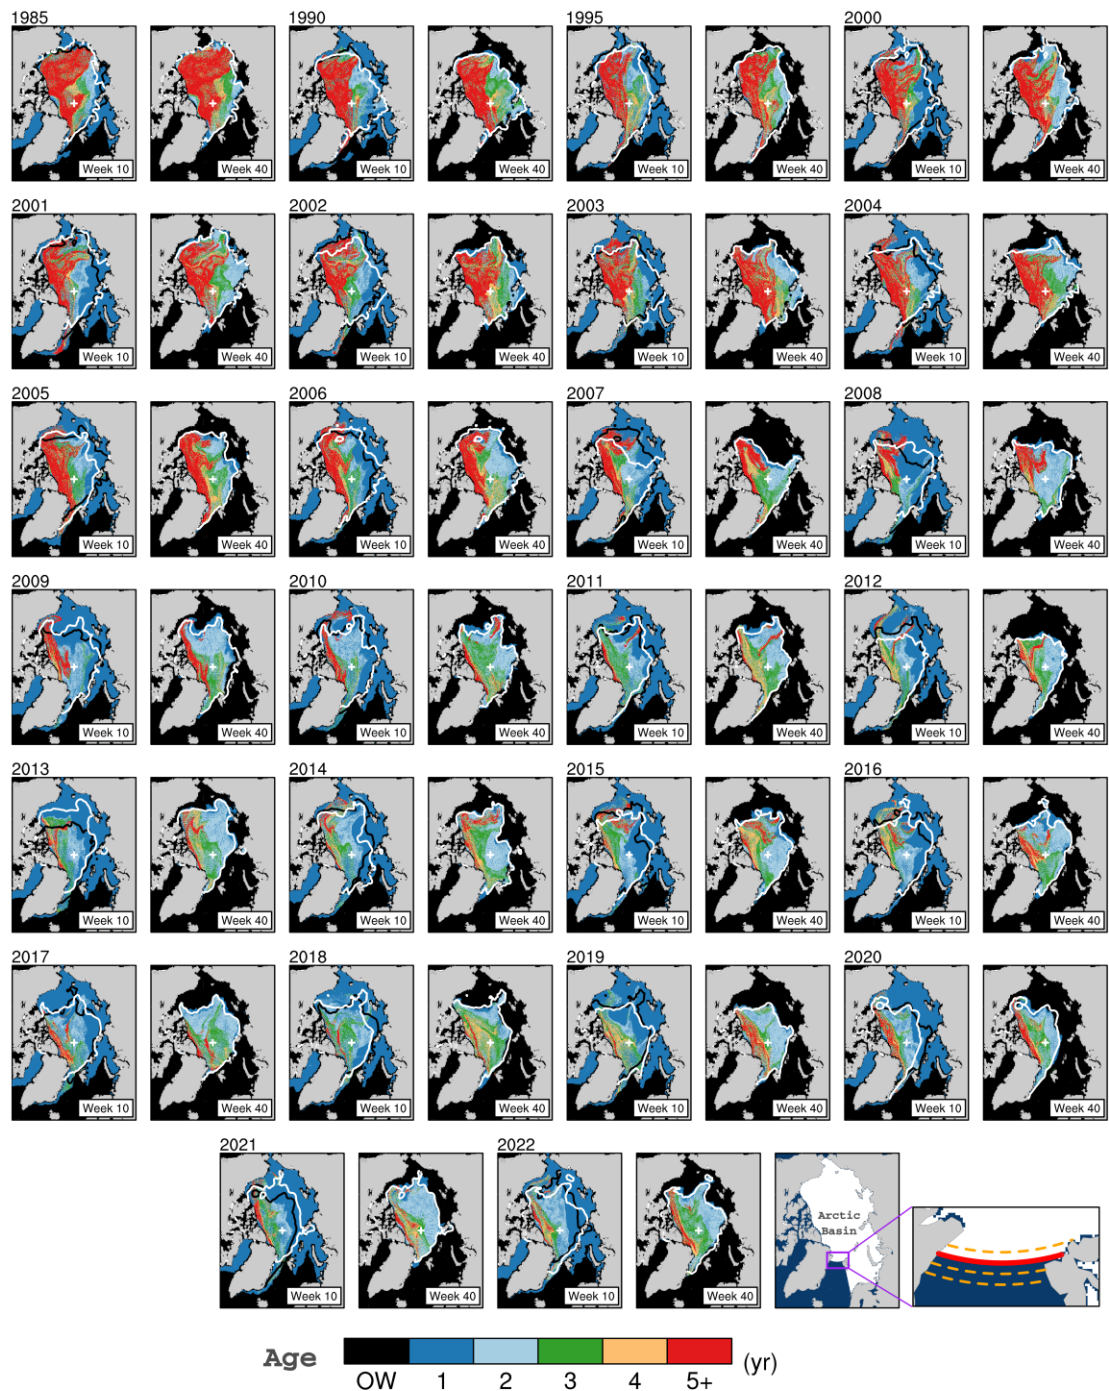 1985 1990 1995 2000
Week 10 Week 40 Week 10 Week 40 Week 10 Week 40 Week 10 Week 40
2001 2002 2003 2004
Week 10 Week 40 Week 10 Week 40 Week 10 Week 40 Week 10 Week 40
2005 2006 2007 2008
Week 10 Week 40 Week 10 Week 40 Week 10 Week 40 Week 10 Week 40
2009 2010 2011 2012
Week 10 Week 40 Week 10 Week 40 Week 10 Week 40 Week 10 Week 40
2013 2014 2015 2016
Week 10 Week 40 Week 10 Week 40 Week 10 Week 40 Week 10 Week 40
2017 2018 2019 2020
Week 10 Week 40 Week 10 Week 40 Week 10 Week 40 Week 10 Week 40
2021 2022
Arctic
Basin
Week 10 Week 40 Week 10 Week 40
Age (yr)
OW 1 2 3 4 5+